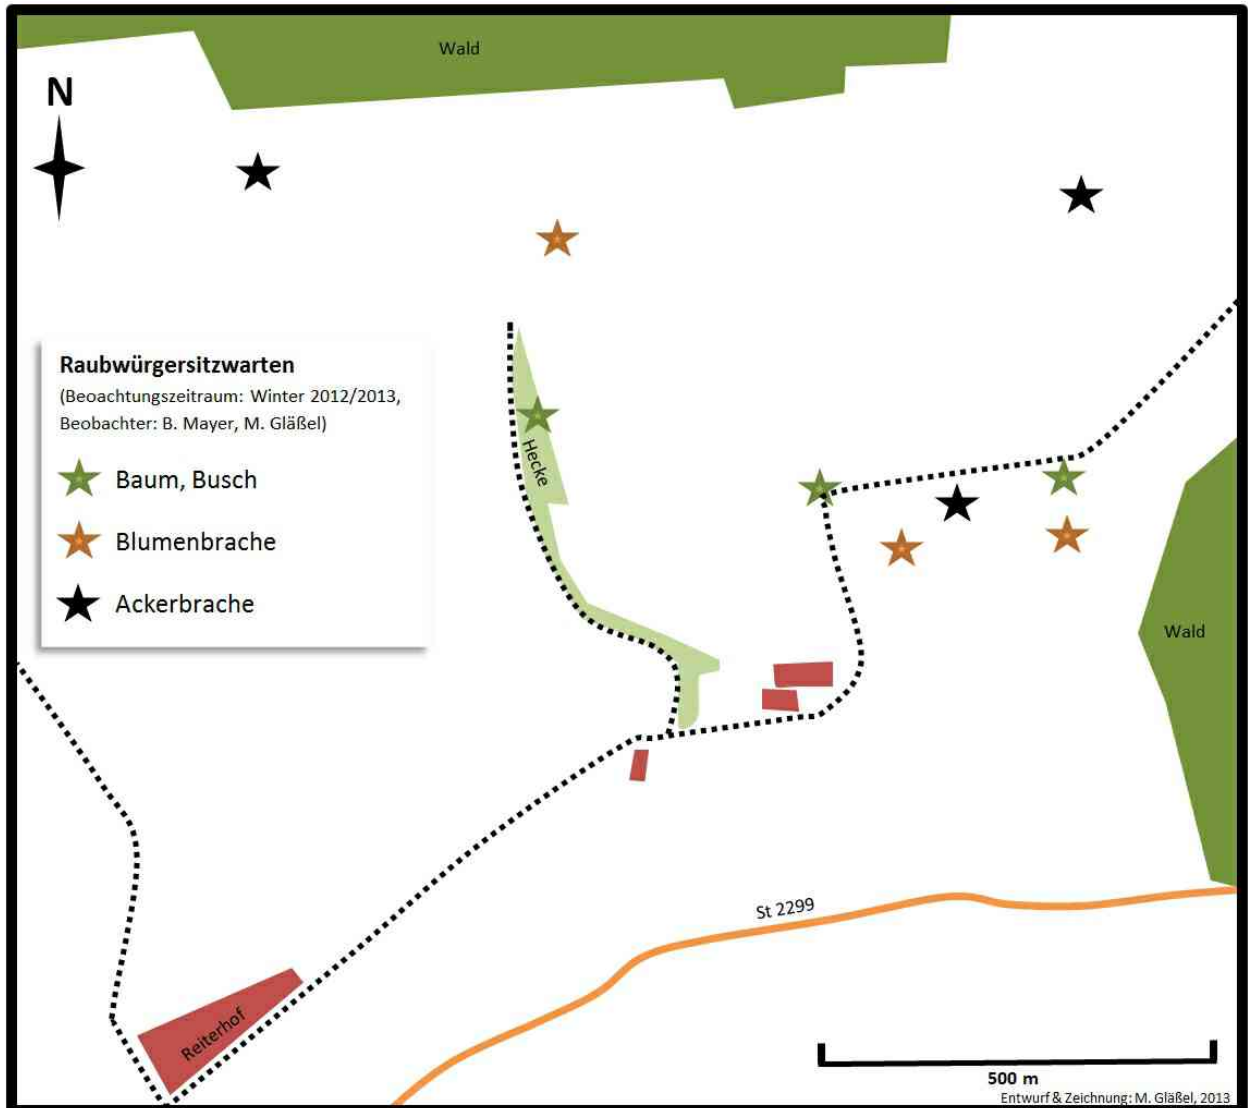 Wald
N
Raubwürgersitzwarten
(Beoachtungszeitraum: Winter 2012/2013,
Beobachter: B. Mayer, M. Gläßel)
Baum, Busch
Blumenbrache
Ackerbrache
Hecke
Wald
St 2299
Reiterhof
500 m
Entwurf & Zeichnung: M. Gläßel, 2013